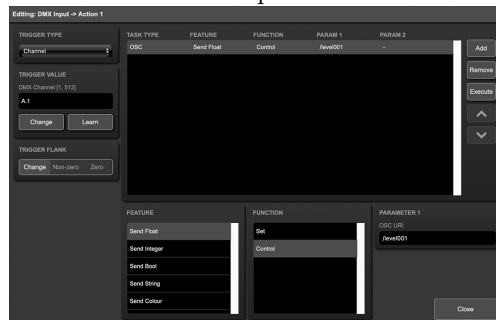 Editing: DMX Input -> Action 1
TRIGGER TYPE
Channel
TRIGGER VALUE
DMX Channel [1, 512]
A.1
Change Learn
TRIGGER FLANK
Change Non-zero Zero
TASK TYPE FEATURE FUNCTION PARAM 1 PARAM 2
OSC Send Float Control /level001 -
Add
Remove
Execute
FEATURE
Send Float
Send Integer
Send Bool
Send String
Send Colour
FUNCTION
Set
Control
PARAMETER 1
OSC URI
/level001
Close